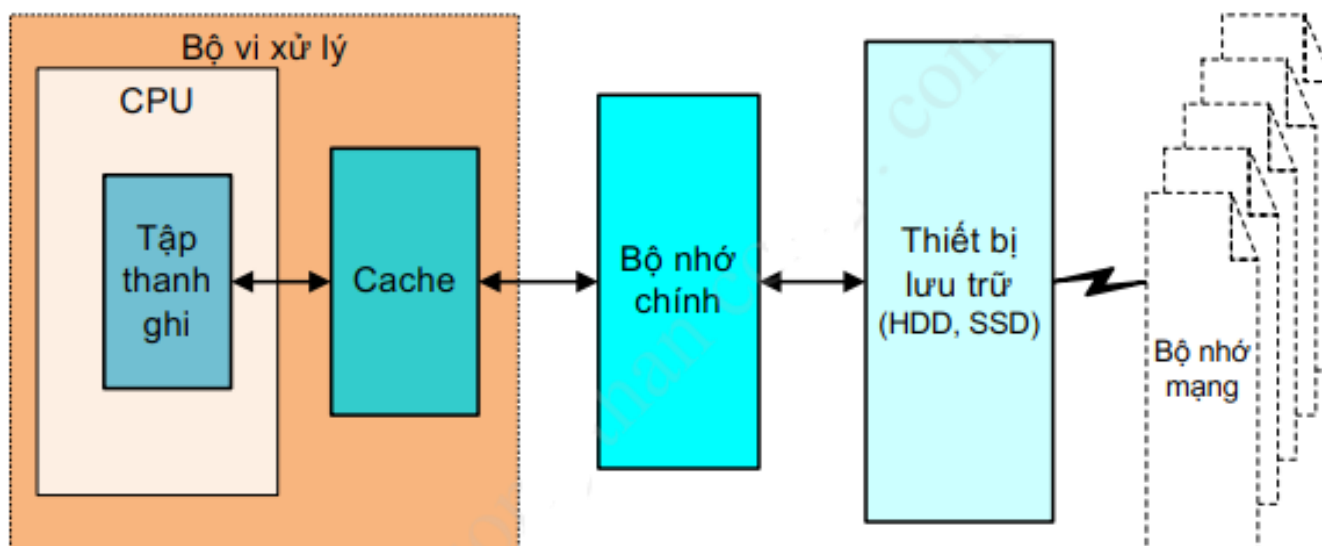 Bộ vi xử lý
CPU
Tập
thanh
ghi
Cache
Bộ nhớ
chính
Thiết bị
lưu trữ
(HDD, SSD)
Bộ nhớ
mạng